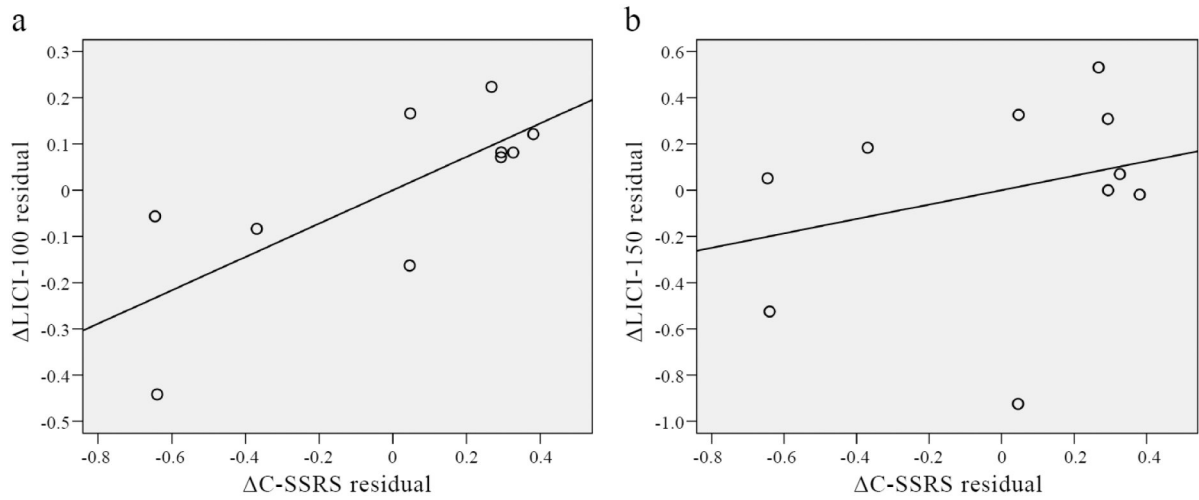 a
0.3
0.2
0.1
0
-0.1
-0.2
-0.3
-0.4
-0.5
ΔLICI-100 residual
-0.8 -0.6 -0.4 -0.2 0 0.2 0.4
ΔC-SSRS residual
b
0.6
0.4
0.2
0
-0.2
-0.4
-0.6
-0.8
-1.0
ΔLICI-150 residual
-0.8 -0.6 -0.4 -0.2 0 0.2 0.4
ΔC-SSRS residual